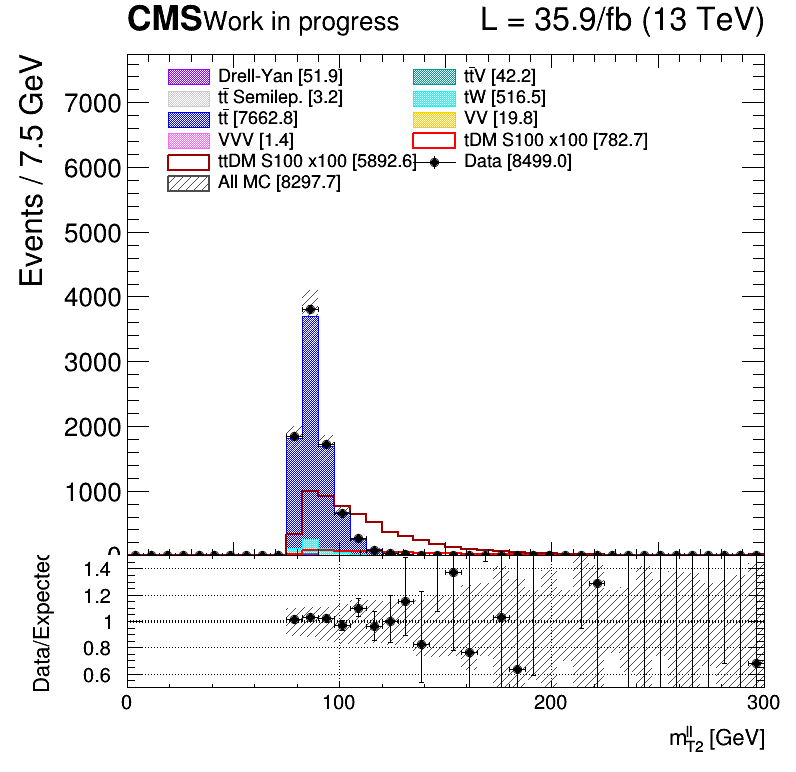 CMS Work in progress L = 35.9/fb (13 TeV)
Drell-Yan [51.9] tt̄V [42.2]
tt̄ Semilep. [3.2] tW [516.5]
tt̄ [7662.8] VV [19.8]
VVV [1.4] tDM S100 x100 [782.7]
ttDM S100 x100 [5892.6] Data [8499.0]
All MC [8297.7]
Events / 7.5 GeV
7000
6000
5000
4000
3000
2000
1000
0
Data/Expected
1.4
1.2
1
0.8
0.6
0 100 200 300
m_{T2}^{ll} [GeV]